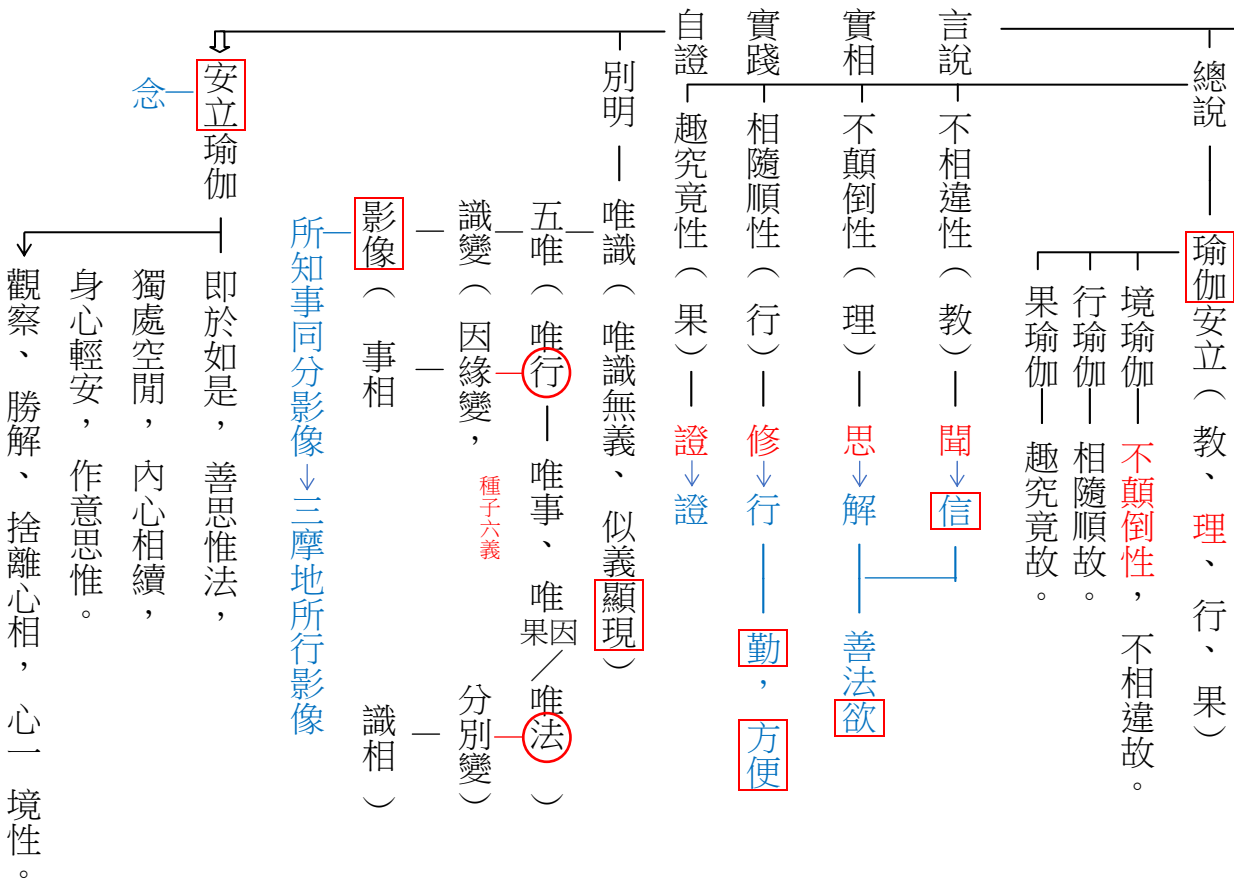 總說
瑜伽安立（教、理、行、果）
境瑜伽
不顛倒性，不相違故。
行瑜伽
相隨順故。
果瑜伽
趣究竟故。
言說
不相違性（教）
聞↓信
實相
不顛倒性（理）
思↓解
善法欲
實踐
相隨順性（行）
修↓行
勤，方便
自證
趣究竟性（果）
證↓證
別明
唯識（唯識無義、似義顯現）
五唯（唯行—唯事、唯因果／唯法）
識變（因緣變，分別變）
種子六義
影像（事相 識相）
所知事同分影像↓三摩地所行影像
安立瑜伽
念
即於如是，善思惟法，
獨處空閒，內心相續，
身心輕安，作意思惟。
觀察、勝解、捨離心相，心一境性。